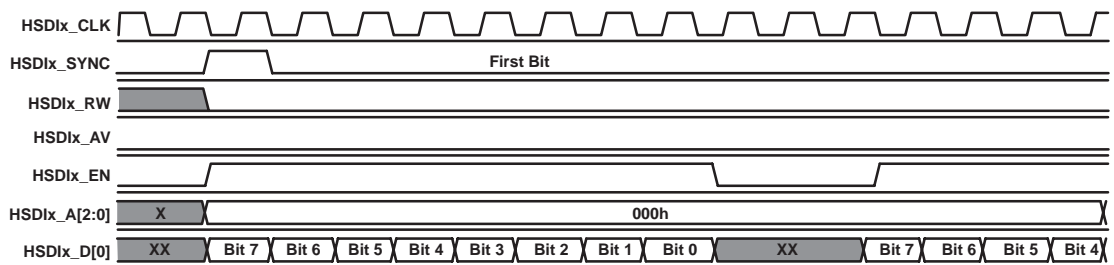 HSDIx_CLK
HSDIx_SYNC First Bit
HSDIx_RW
HSDIx_AV
HSDIx_EN
HSDIx_A[2:0] X 000h
HSDIx_D[0] XX Bit 7 Bit 6 Bit 5 Bit 4 Bit 3 Bit 2 Bit 1 Bit 0 XX Bit 7 Bit 6 Bit 5 Bit 4